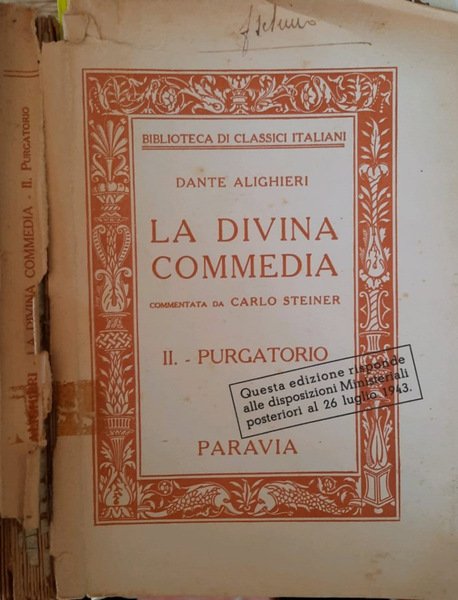 BIBLIOTECA DI CLASSICI ITALIANI
DANTE ALIGHIERI
LA DIVINA
COMMEDIA
COMMENTATA DA CARLO STEINER
II. - PURGATORIO
Questa edizione risponde
alle disposizioni Ministeriali
posteriori al 26 luglio 1943.
PARAVIA
LA DIVINA COMMEDIA - II. PURGATORIO